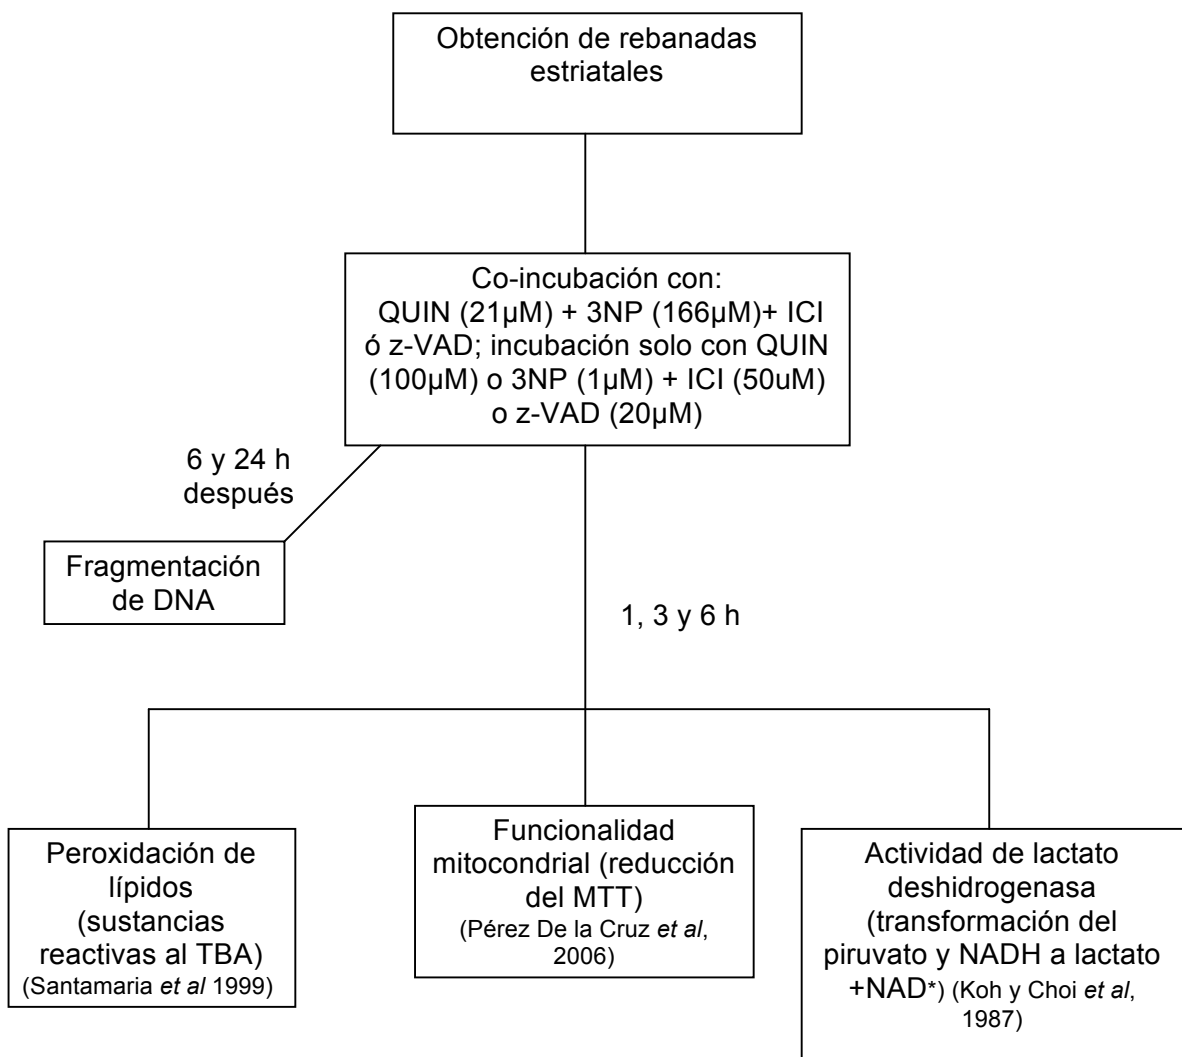 Obtención de rebanadas
estriatales
Co-incubación con:
QUIN (21µM) + 3NP (166µM)+ ICI
ó z-VAD; incubación solo con QUIN
(100µM) o 3NP (1µM) + ICI (50uM)
o z-VAD (20µM)
6 y 24 h
después
Fragmentación
de DNA
1, 3 y 6 h
Peroxidación de
lípidos
(sustancias
reactivas al TBA)
(Santamaria et al 1999)
Funcionalidad
mitocondrial (reducción
del MTT)
(Pérez De la Cruz et al,
2006)
Actividad de lactato
deshidrogenasa
(transformación del
piruvato y NADH a lactato
+NAD*) (Koh y Choi et al,
1987)